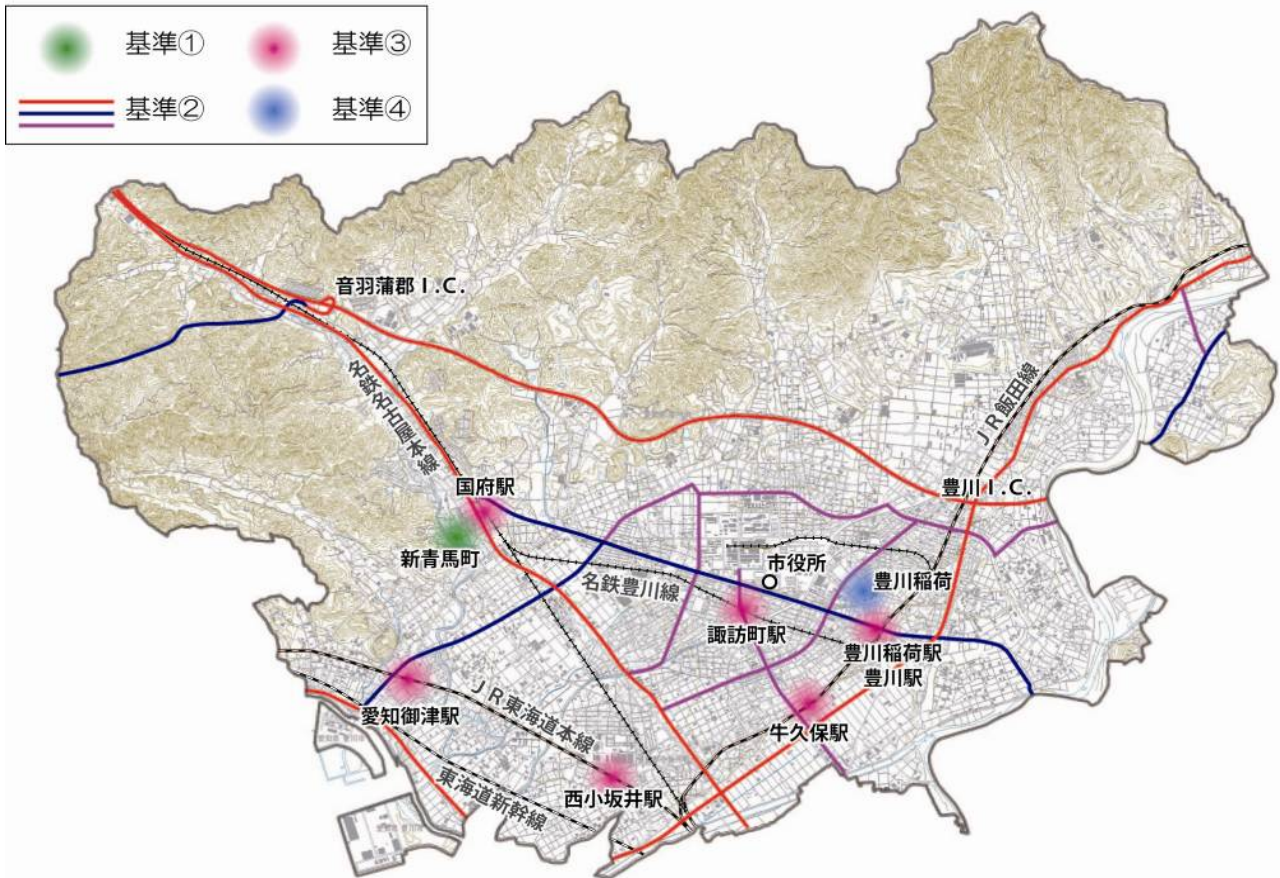 基準①
基準③
基準②
基準④
音羽蒲郡 I.C.
名鉄名古屋本線
JR飯田線
国府駅
豊川 I.C.
新青馬町
市役所
名鉄豊川線
豊川稲荷
諏訪町駅
豊川稲荷駅
豊川駅
愛知御津駅
JR東海道本線
牛久保駅
東海道新幹線
西小坂井駅